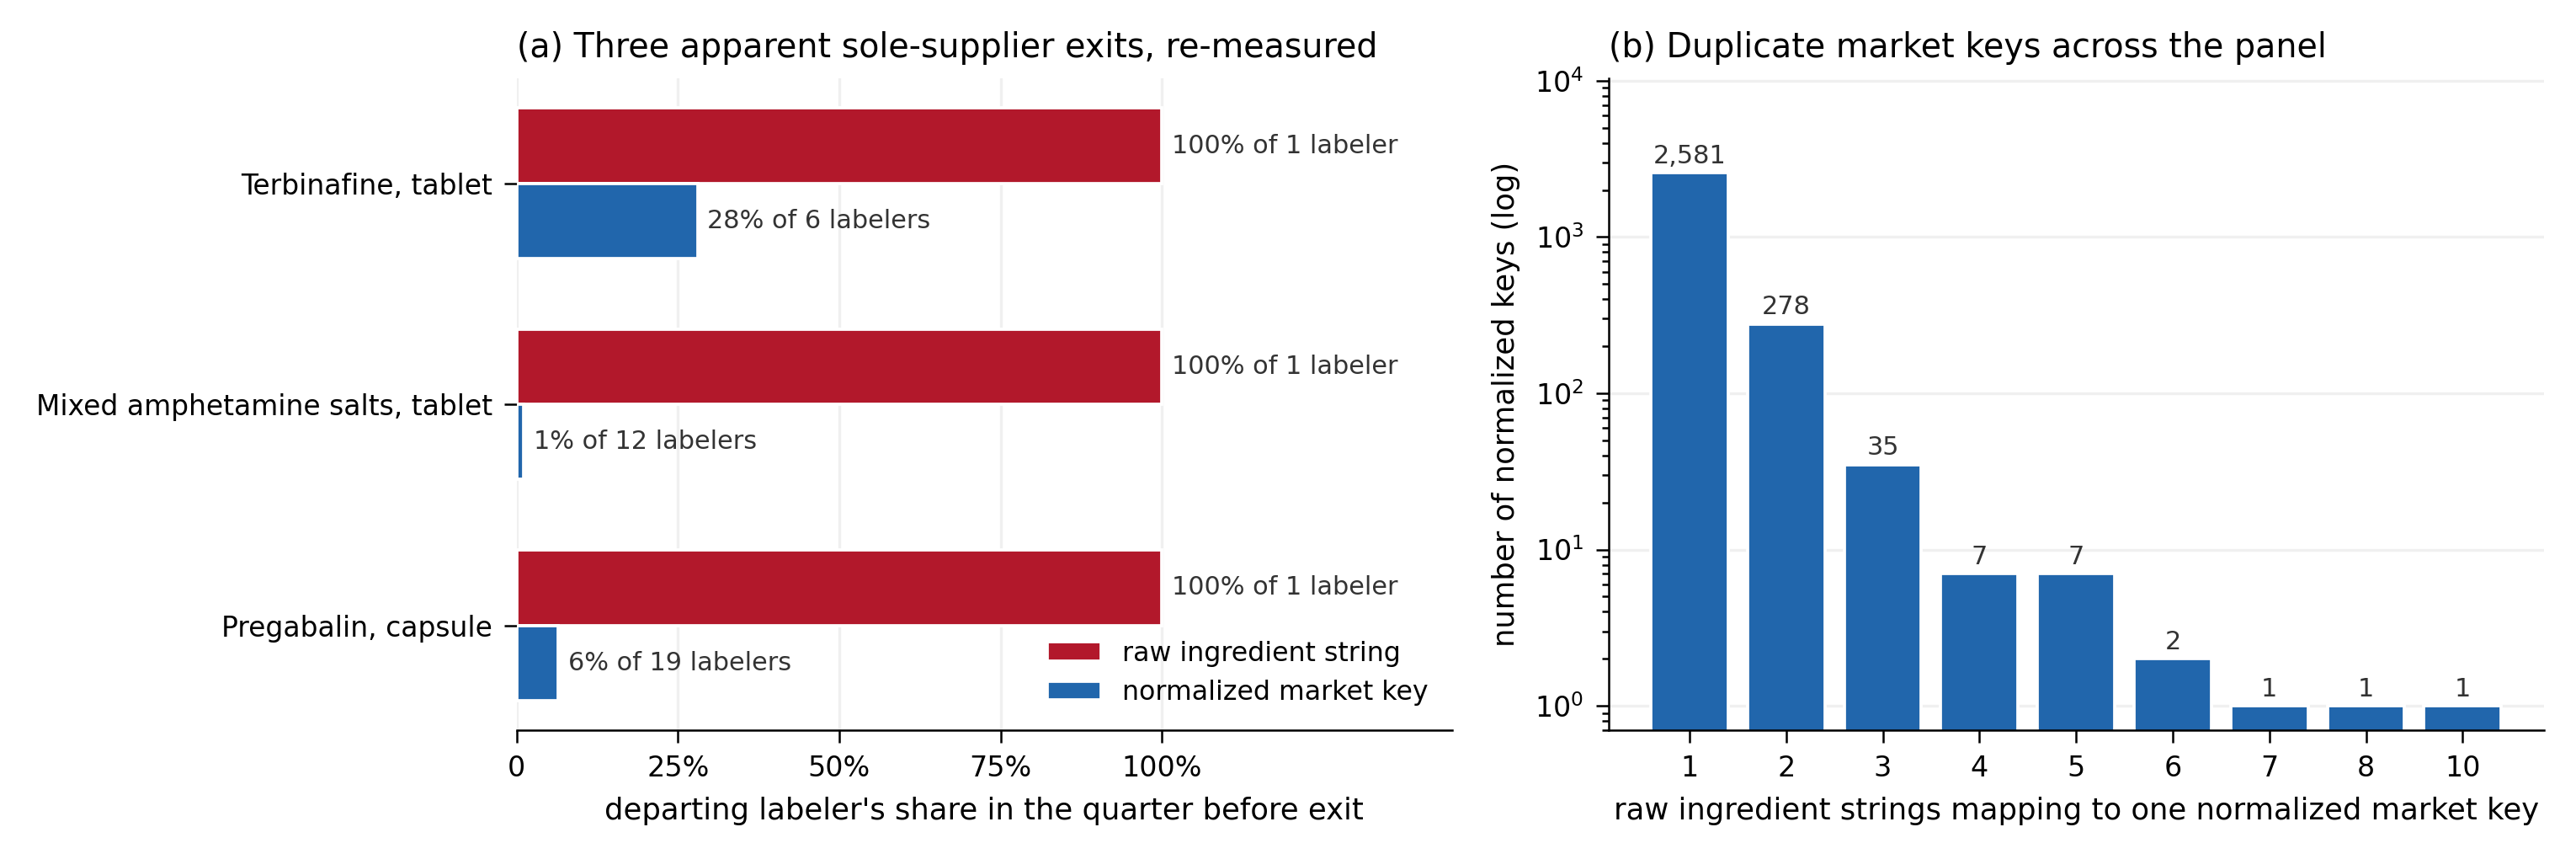 (a) Three apparent sole-supplier exits, re-measured
Terbinafine, tablet
100% of 1 labeler
28% of 6 labelers
Mixed amphetamine salts, tablet
100% of 1 labeler
1% of 12 labelers
Pregabalin, capsule
100% of 1 labeler
6% of 19 labelers
raw ingredient string
normalized market key
0 25% 50% 75% 100%
departing labeler's share in the quarter before exit
(b) Duplicate market keys across the panel
number of normalized keys (log)
10⁴
10³
10²
10¹
10⁰
2,581
278
35
7
7
2
1
1
1
1 2 3 4 5 6 7 8 10
raw ingredient strings mapping to one normalized market key